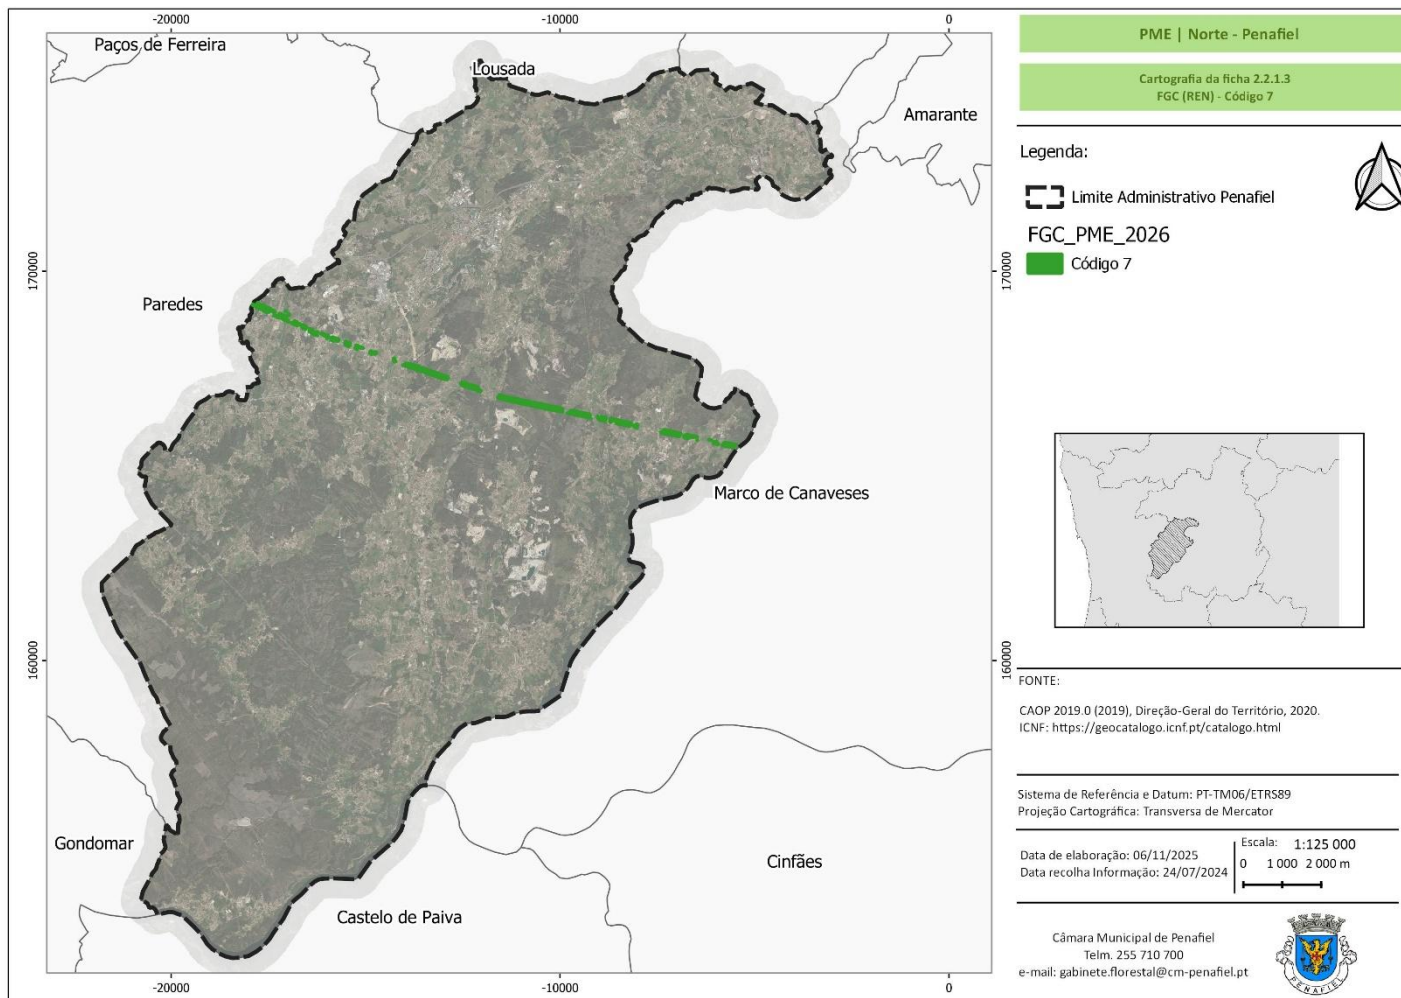 -20000
-10000
0
Paços de Ferreira
Lousada
Amarante
170000
170000
Paredes
Marco de Canaveses
160000
160000
Gondomar
Cinfães
Castelo de Paiva
-20000
-10000
0
PME | Norte - Penafiel
Cartografia da ficha 2.2.1.3
FGC (REN) - Código 7
Legenda:
Limite Administrativo Penafiel
FGC_PME_2026
Código 7
FONTE:
CAOP 2019.0 (2019), Direção-Geral do Território, 2020.
ICNF: https://geocatalogo.icnf.pt/catalogo.html
Sistema de Referência e Datum: PT-TM06/ETRS89
Projeção Cartográfica: Transversa de Mercator
Data de elaboração: 06/11/2025
Data recolha Informação: 24/07/2024
Escala: 1:125 000
0 1 000 2 000 m
Câmara Municipal de Penafiel
Telm. 255 710 700
e-mail: gabinete.florestal@cm-penafiel.pt
PENAFIEL